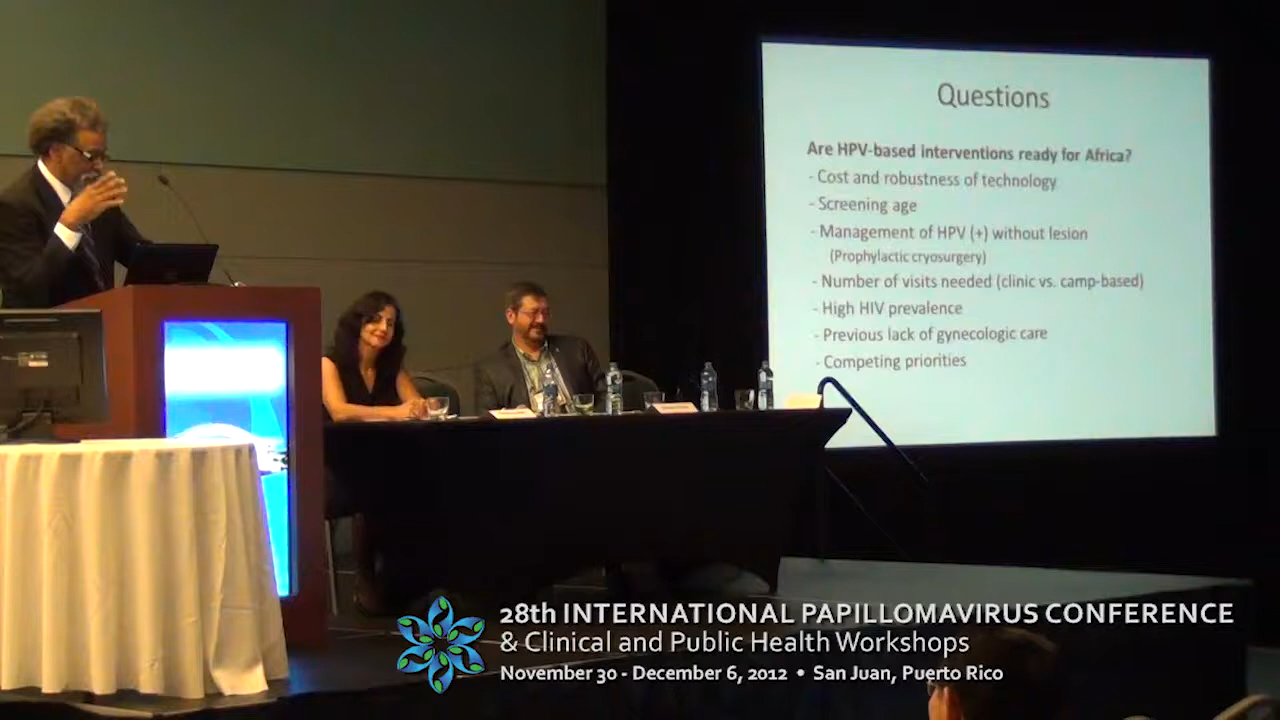 Questions
Are HPV-based interventions ready for Africa?
- Cost and robustness of technology
- Screening age
- Management of HPV (+) without lesion
(Prophylactic cryosurgery)
- Number of visits needed (clinic vs. camp-based)
- High HIV prevalence
- Previous lack of gynecologic care
- Competing priorities
28th INTERNATIONAL PAPILLOMAVIRUS CONFERENCE
& Clinical and Public Health Workshops
November 30 - December 6, 2012 • San Juan, Puerto Rico